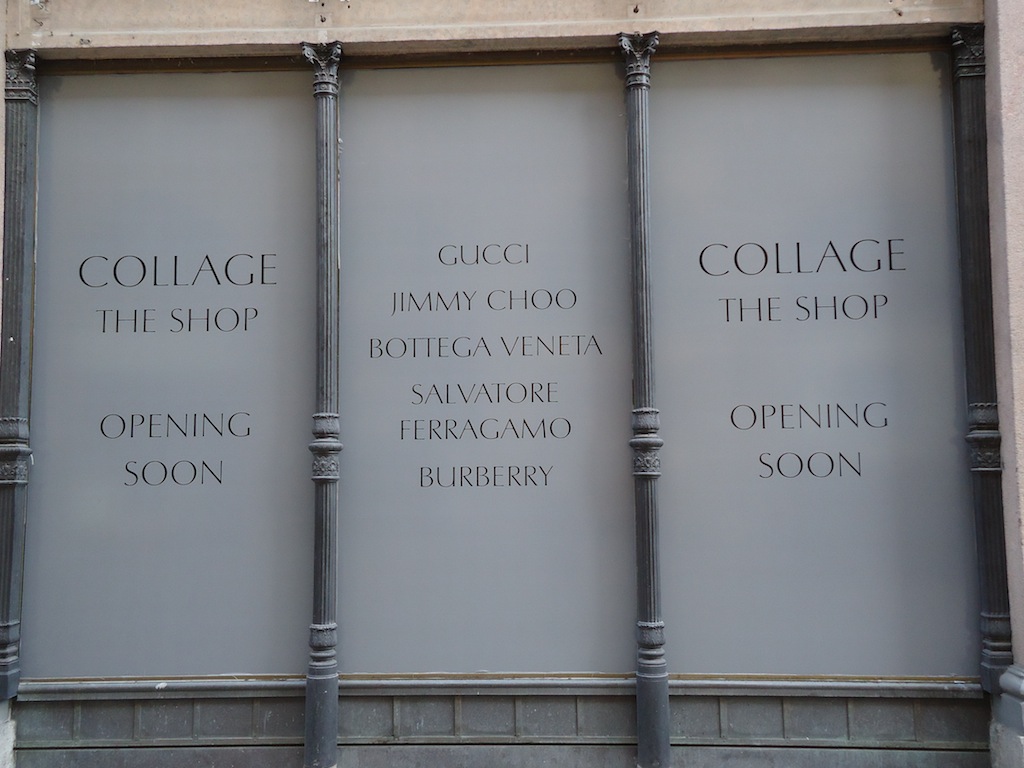 COLLAGE
THE SHOP
OPENING
SOON
GUCCI
JIMMY CHOO
BOTTEGA VENETA
SALVATORE
FERRAGAMO
BURBERRY
COLLAGE
THE SHOP
OPENING
SOON